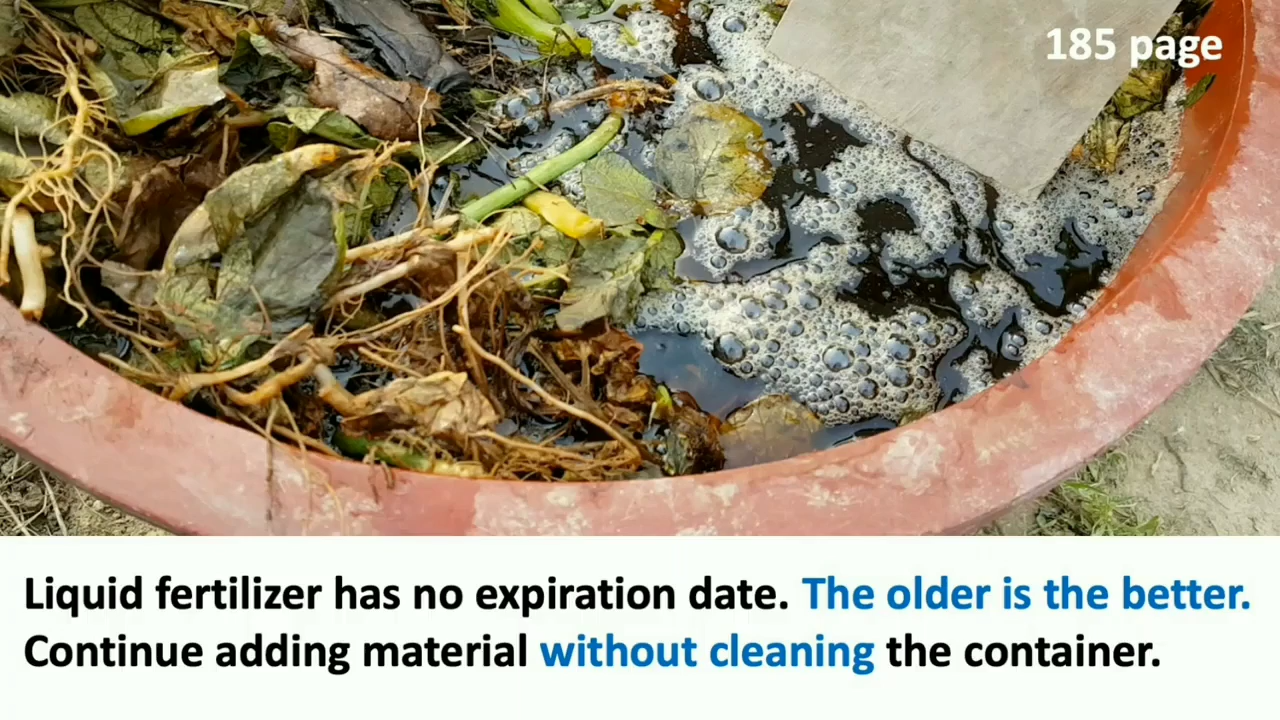 185 page
Liquid fertilizer has no expiration date. The older is the better.
Continue adding material without cleaning the container.